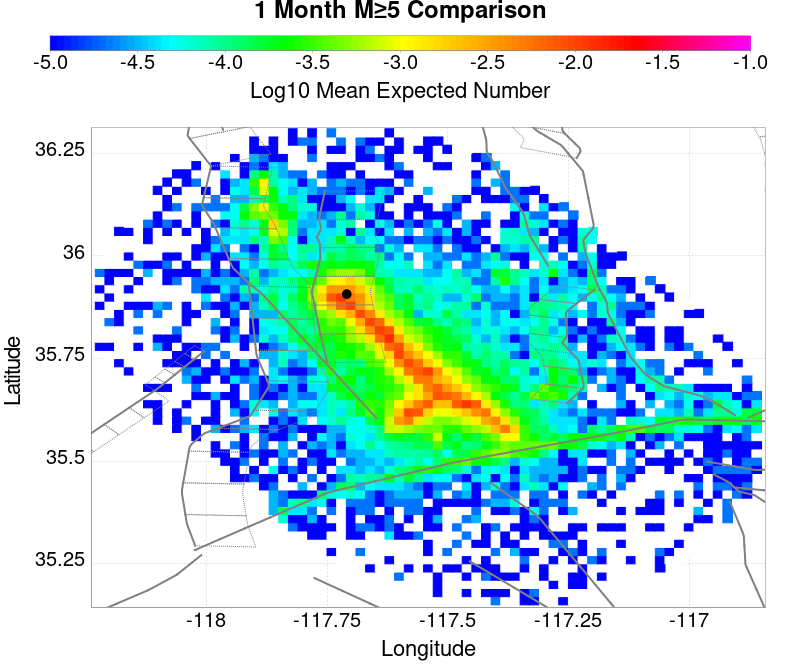 1 Month M≥5 Comparison
-5.0 -4.5 -4.0 -3.5 -3.0 -2.5 -2.0 -1.5 -1.0
Log10 Mean Expected Number
36.25
36
35.75
35.5
35.25
Latitude
-118 -117.75 -117.5 -117.25 -117
Longitude